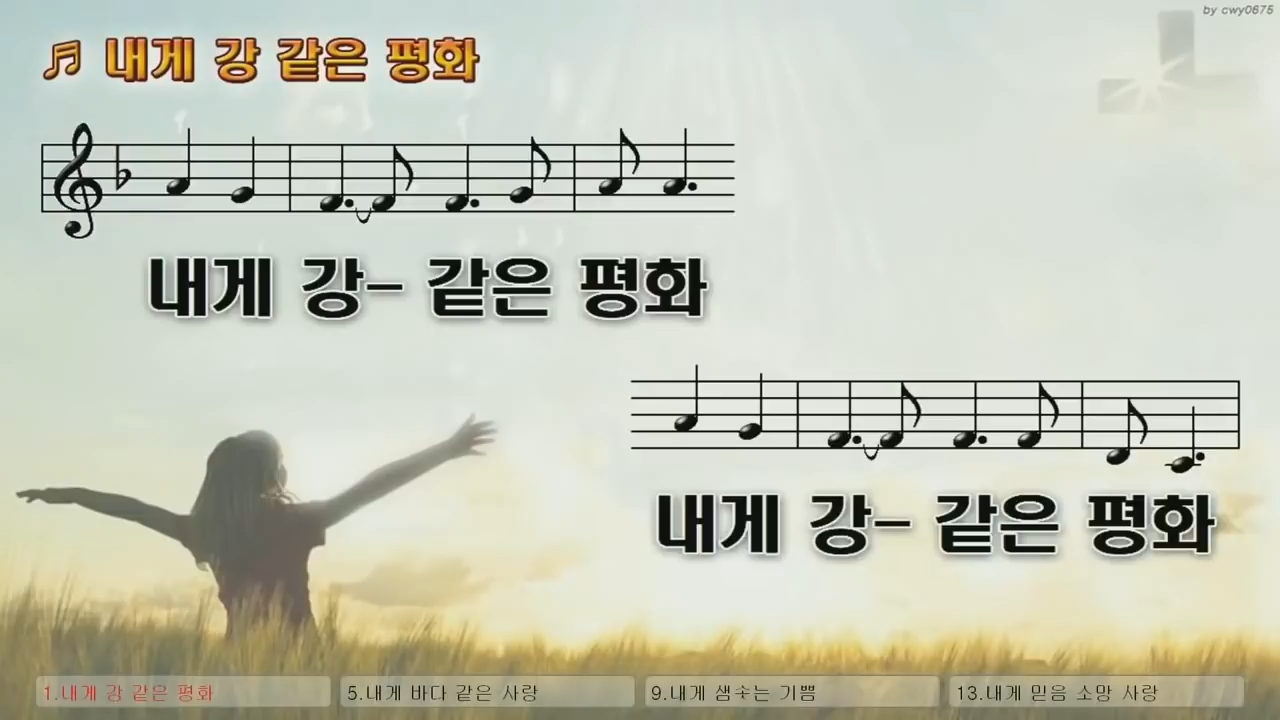 by cwy0675
♬ 내게 강 같은 평화
내게 강- 같은 평화
내게 강- 같은 평화
1.내게 강 같은 평화
5.내게 바다 같은 사랑
9.내게 샘솟는 기쁨
13.내게 믿음 소망 사랑